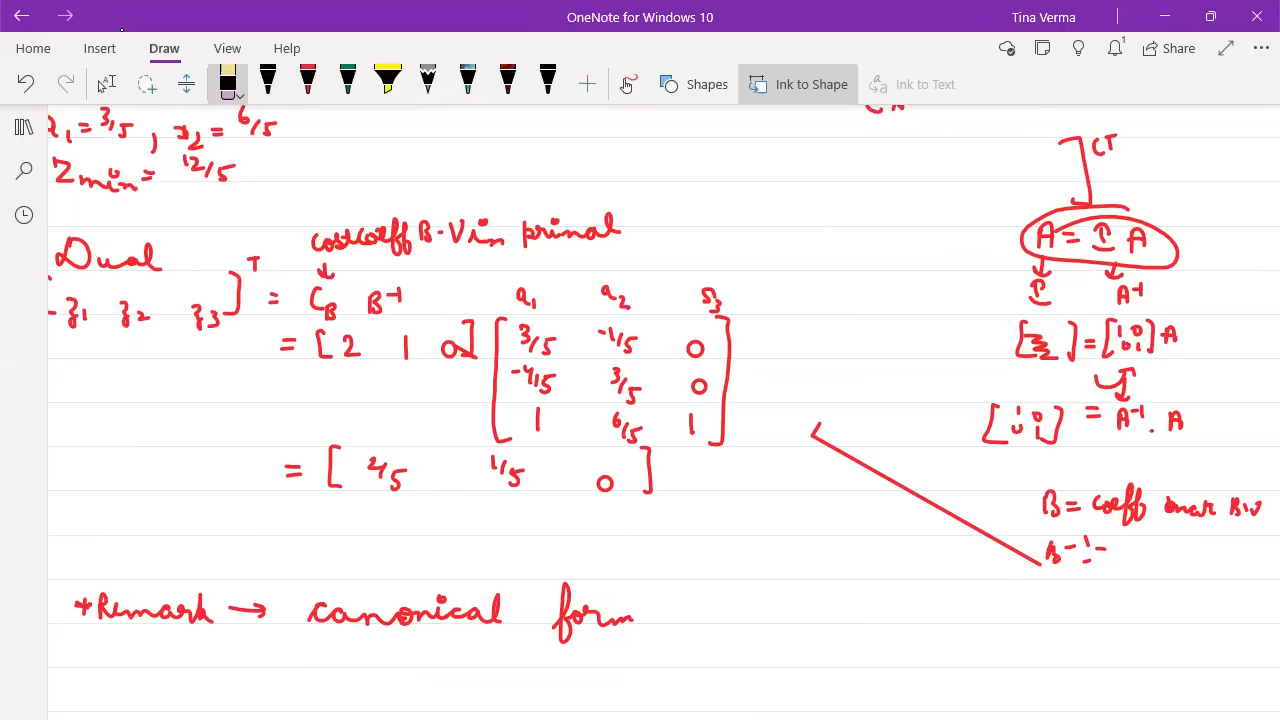 OneNote for Windows 10
Tina Verma
Home Insert Draw View Help
Share
Shapes
Ink to Shape
Ink to Text
x1 = 3/5 , x2 = 6/5
Zmin = 12/5
Dual
cost coeff B.V in primal
z1 z2 z3 ]T = CB B-1
a1 a2 S3
= [ 2 1 0 ] [ 3/5 -1/5 0
-4/5 3/5 0
1 6/5 1 ]
= [ 2/5 1/5 0 ]
*Remark → canonical form
CT
A = I A
I A-1
[ ] = [ 1 0 0 1 ] A
[ 1 0 0 1 ] = A-1 . A
B = coeff B.V
B-1